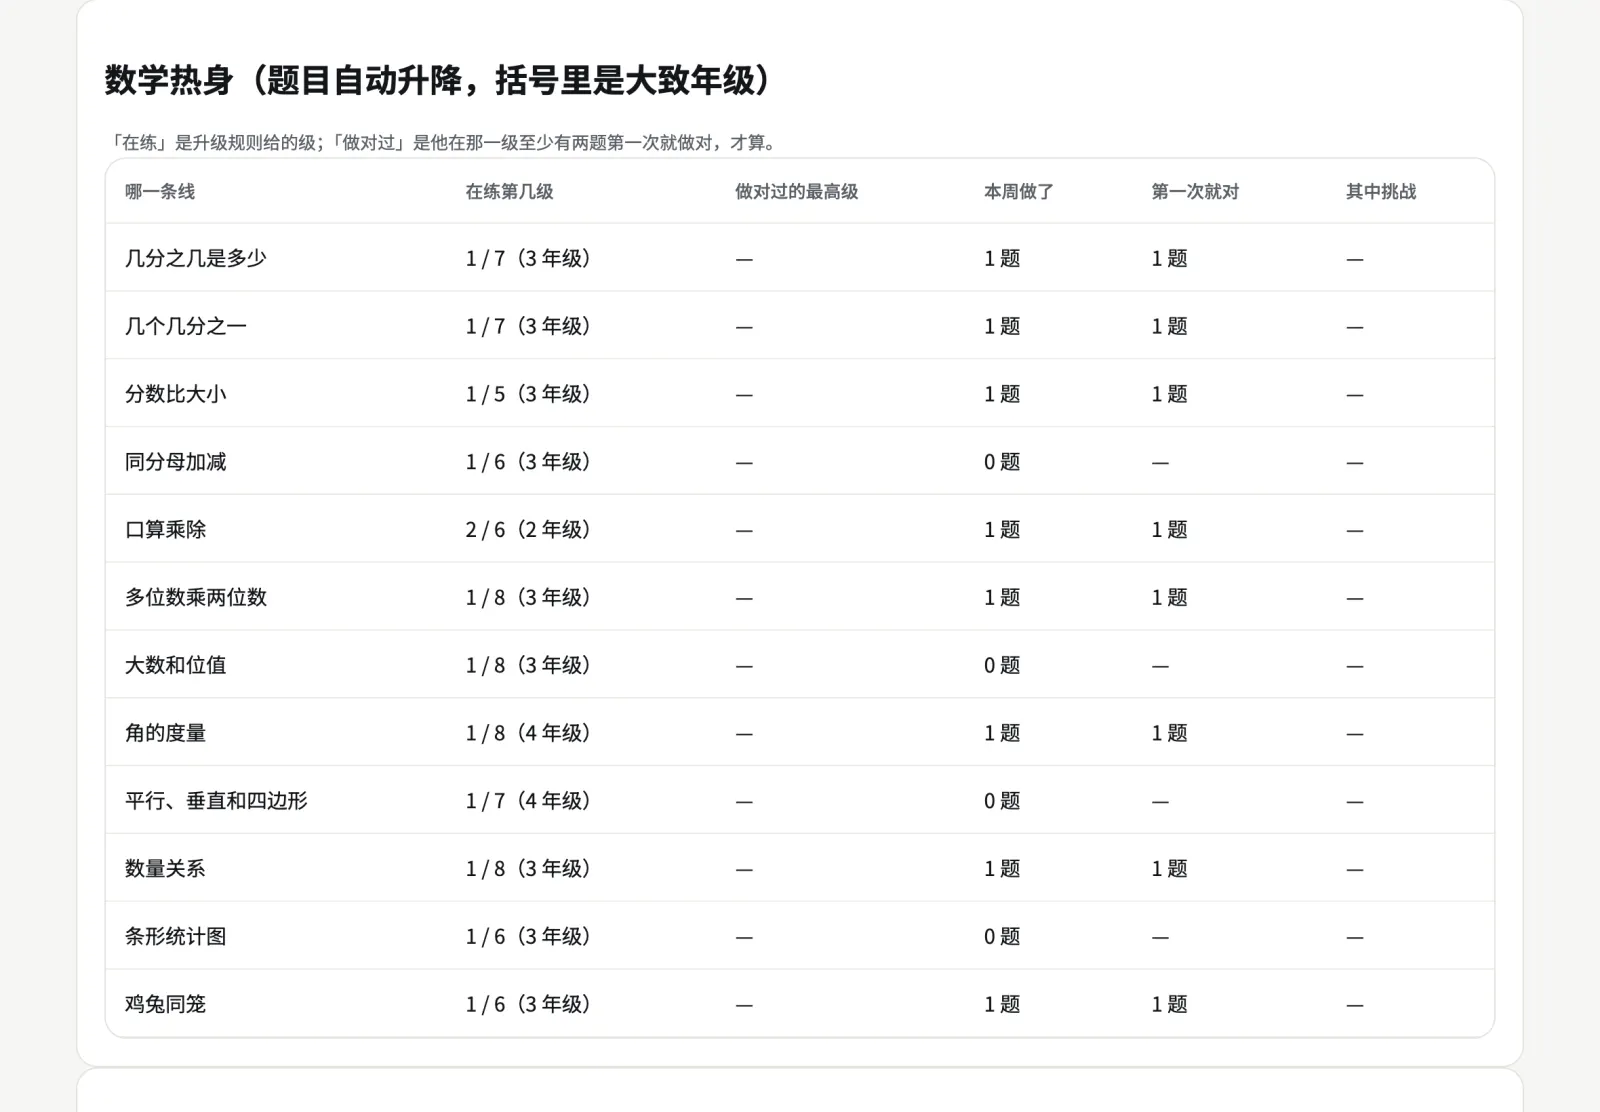 数学热身（题目自动升降，括号里是大致年级）
「在练」是升级规则给的级；「做对过」是他在那一级至少有两题第一次就做对，才算。
哪一条线 在练第几级 做对过的最高级 本周做了 第一次就对 其中挑战
几分之几是多少 1 / 7（3 年级） — 1 题 1 题 —
几个几分之一 1 / 7（3 年级） — 1 题 1 题 —
分数比大小 1 / 5（3 年级） — 1 题 1 题 —
同分母加减 1 / 6（3 年级） — 0 题 — —
口算乘除 2 / 6（2 年级） — 1 题 1 题 —
多位数乘两位数 1 / 8（3 年级） — 1 题 1 题 —
大数和位值 1 / 8（3 年级） — 0 题 — —
角的度量 1 / 8（4 年级） — 1 题 1 题 —
平行、垂直和四边形 1 / 7（4 年级） — 0 题 — —
数量关系 1 / 8（3 年级） — 1 题 1 题 —
条形统计图 1 / 6（3 年级） — 0 题 — —
鸡兔同笼 1 / 6（3 年级） — 1 题 1 题 —